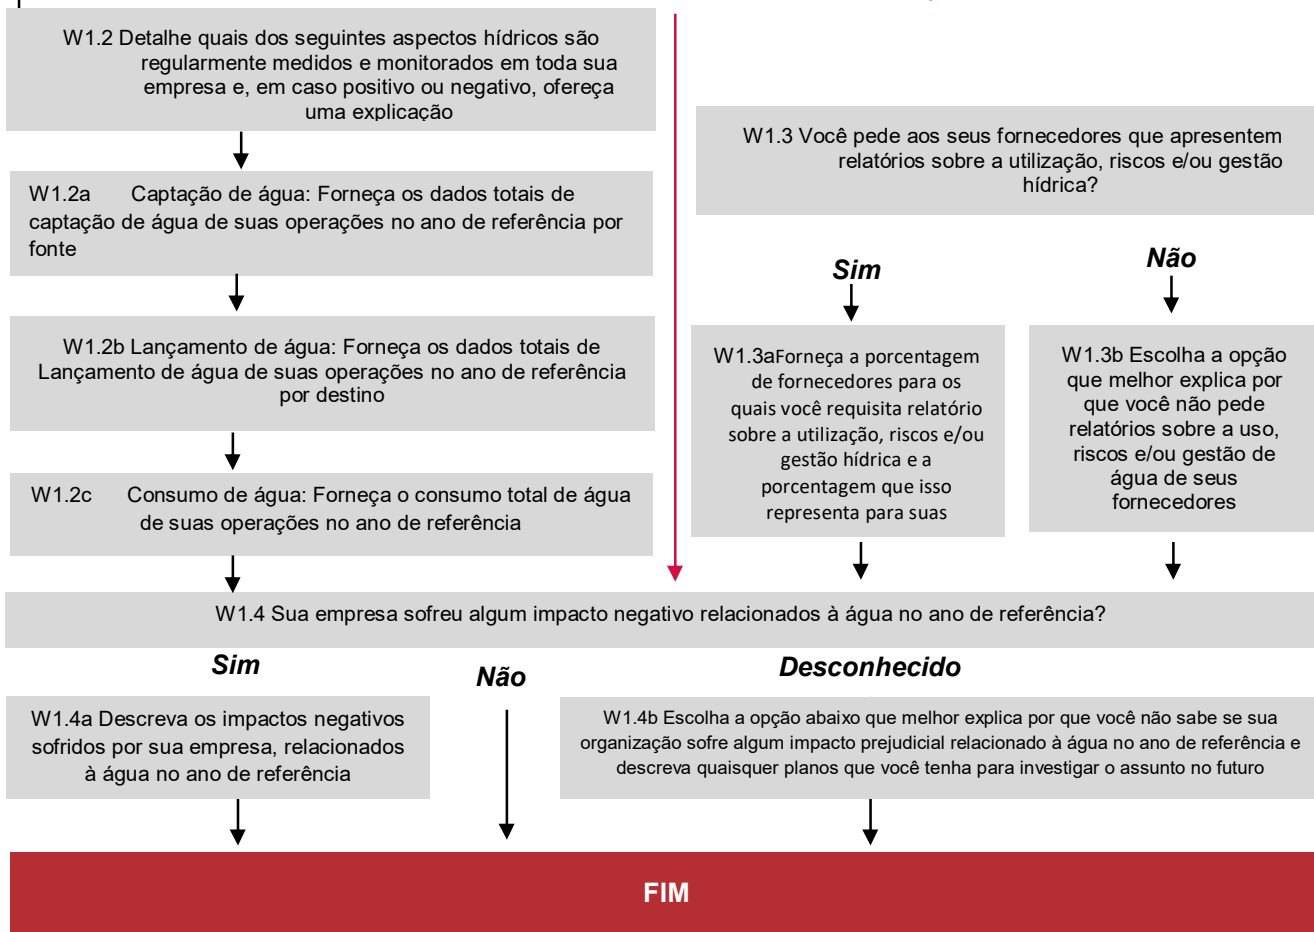 W1.2 Detalhe quais dos seguintes aspectos hídricos são
regularmente medidos e monitorados em toda sua
empresa e, em caso positivo ou negativo, ofereça
uma explicação
W1.2a Captação de água: Forneça os dados totais de
captação de água de suas operações no ano de referência por
fonte
W1.2b Lançamento de água: Forneça os dados totais de
Lançamento de água de suas operações no ano de referência
por destino
W1.2c Consumo de água: Forneça o consumo total de água
de suas operações no ano de referência
W1.3 Você pede aos seus fornecedores que apresentem
relatórios sobre a utilização, riscos e/ou gestão
hídrica?
Sim
Não
W1.3aForneça a porcentagem
de fornecedores para os
quais você requisita relatório
sobre a utilização, riscos e/ou
gestão hídrica e a
porcentagem que isso
representa para suas
W1.3b Escolha a opção
que melhor explica por
que você não pede
relatórios sobre a uso,
riscos e/ou gestão de
água de seus
fornecedores
W1.4 Sua empresa sofreu algum impacto negativo relacionados à água no ano de referência?
Sim
Não
Desconhecido
W1.4a Descreva os impactos negativos
sofridos por sua empresa, relacionados
à água no ano de referência
W1.4b Escolha a opção abaixo que melhor explica por que você não sabe se sua
organização sofre algum impacto prejudicial relacionado à água no ano de referência e
descreva quaisquer planos que você tenha para investigar o assunto no futuro
FIM